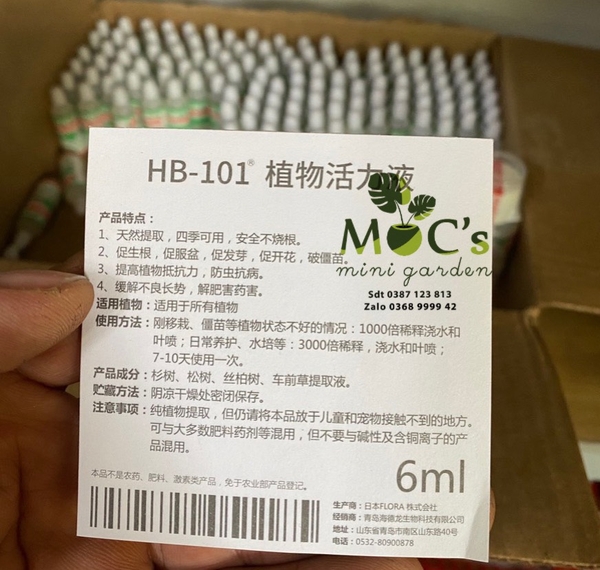 HB-101® 植物活力液
MOC's
mini garden
Sdt 0387 123 813
Zalo 0368 9999 42
产品特点：
1、天然提取，四季可用，安全不烧根。
2、促生根，促服盆，促发芽，促开花，破僵苗。
3、提高植物抵抗力，防虫抗病。
4、缓解不良长势，解肥害药害。
适用植物：适用于所有植物
使用方法：刚移栽、僵苗等植物状态不好的情况：1000倍稀释浇水和
叶喷；日常养护、水培等：3000倍稀释，浇水和叶喷；
7-10天使用一次。
产品成分：杉树、松树、丝柏树、车前草提取液。
贮藏方法：阴凉干燥处密闭保存。
注意事项：纯植物提取，但仍请将本品放于儿童和宠物接触不到的地方。
可与大多数肥料药剂等混用，但不要与碱性及含铜离子的产
品混用。
6ml
本品不是农药、肥料、激素类产品，免于农业部产品登记。
生产商：日本FLORA 株式会社
经销商：青岛海德龙生物科技有限公司
地址：山东省青岛市南区山东路40号
电话：0532-80900878